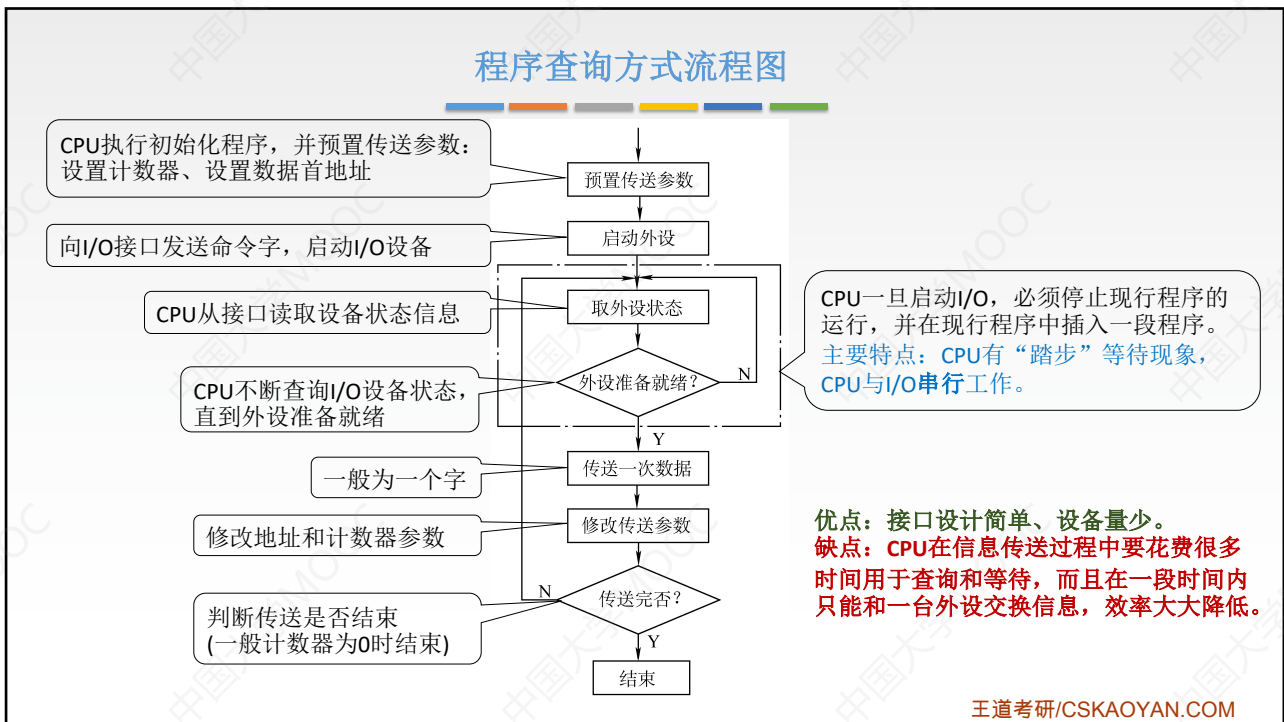 程序查询方式流程图
CPU执行初始化程序，并预置传送参数：
设置计数器、设置数据首地址
预置传送参数
向I/O接口发送命令字，启动I/O设备
启动外设
CPU从接口读取设备状态信息
取外设状态
CPU不断查询I/O设备状态，
直到外设准备就绪
外设准备就绪？
N
Y
CPU一旦启动I/O，必须停止现行程序的
运行，并在现行程序中插入一段程序。
主要特点：CPU有“踏步”等待现象，
CPU与I/O串行工作。
一般为一个字
传送一次数据
修改地址和计数器参数
修改传送参数
优点：接口设计简单、设备量少。
缺点：CPU在信息传送过程中要花费很多
时间用于查询和等待，而且在一段时间内
只能和一台外设交换信息，效率大大降低。
判断传送是否结束
(一般计数器为0时结束)
N
传送完否？
Y
结束
王道考研/CSKAOYAN.COM
中国大学MOOC